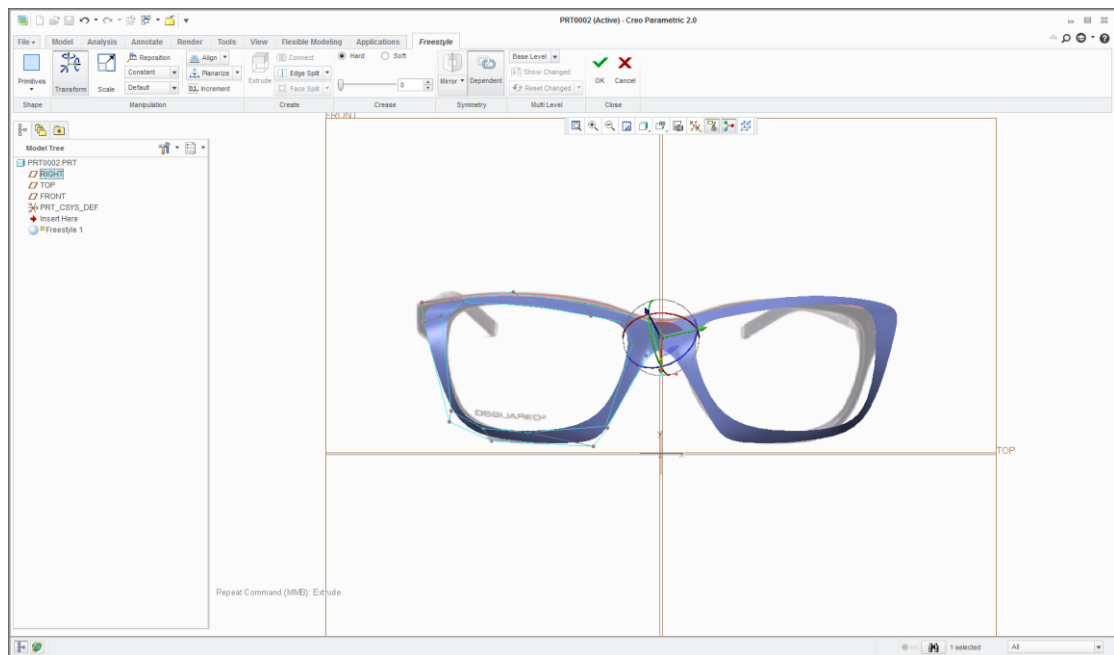 PRT0002 (Active) - Creo Parametric 2.0
File Model Analysis Annotate Render Tools View Flexible Modeling Applications Freestyle
Primitives
Transform
Scale
Reposition
Constant
Default
Align
Planarize
Increment
Extrude
Connect
Edge Split
Face Split
Hard Soft
0
Mirror
Dependent
Base Level
Show Changed
Reset Changed
OK
Cancel
Shape Manipulation Create Crease Symmetry Multi Level Close
Model Tree
PRT0002.PRT
RIGHT
TOP
FRONT
PRT_CSYS_DEF
Insert Here
Freestyle 1
FRONT
DSQUARED²
Y
X
TOP
Repeat Command (MMB): Extrude
1 selected
All